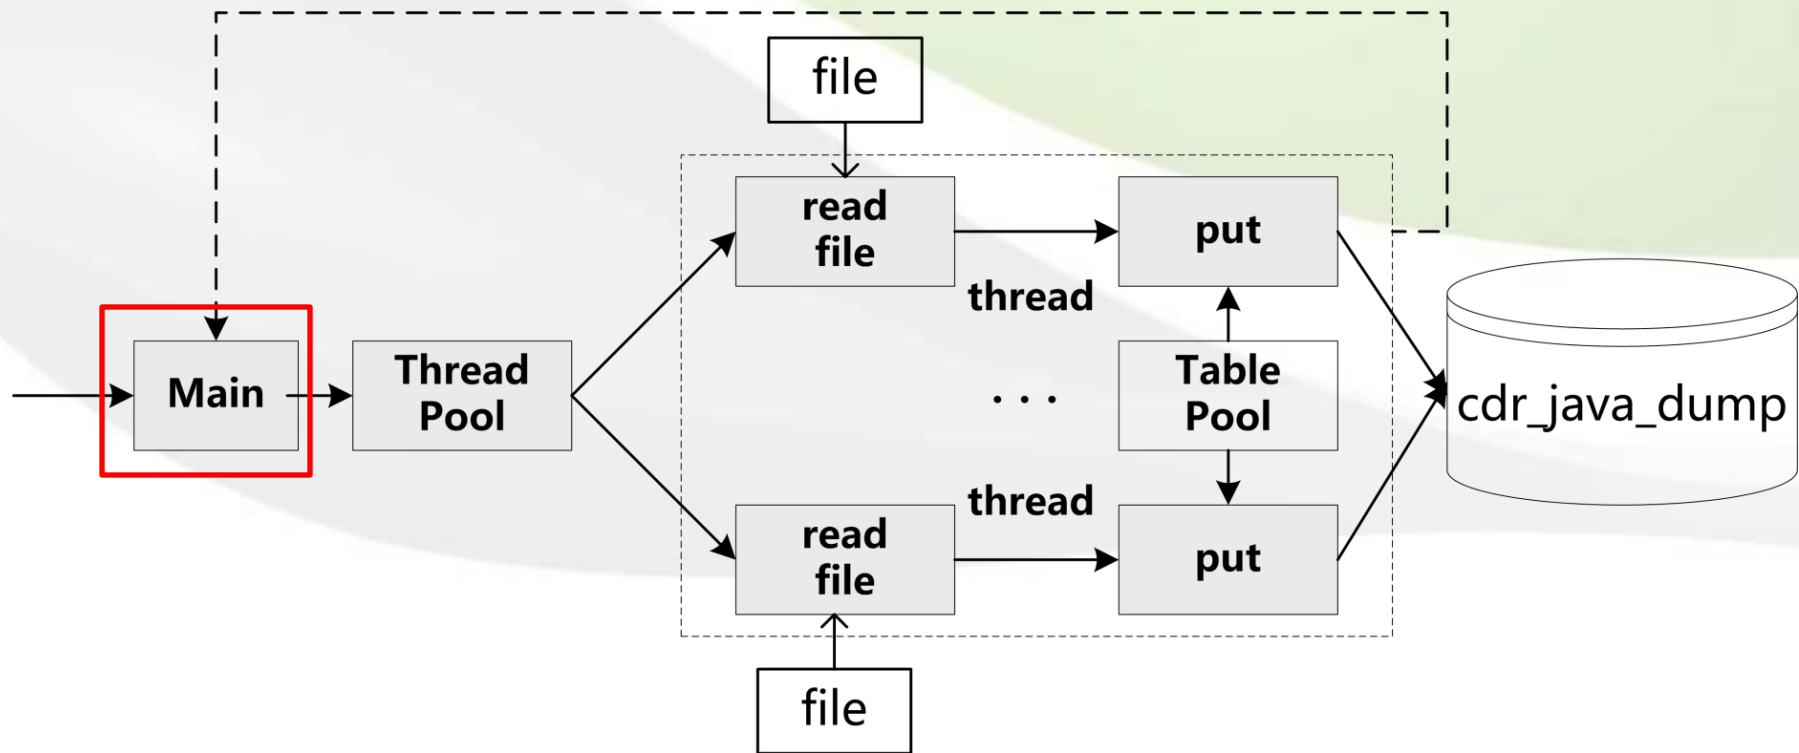 file
read
file
put
thread
Main
Thread
Pool
. . .
Table
Pool
cdr_java_dump
thread
read
file
put
file